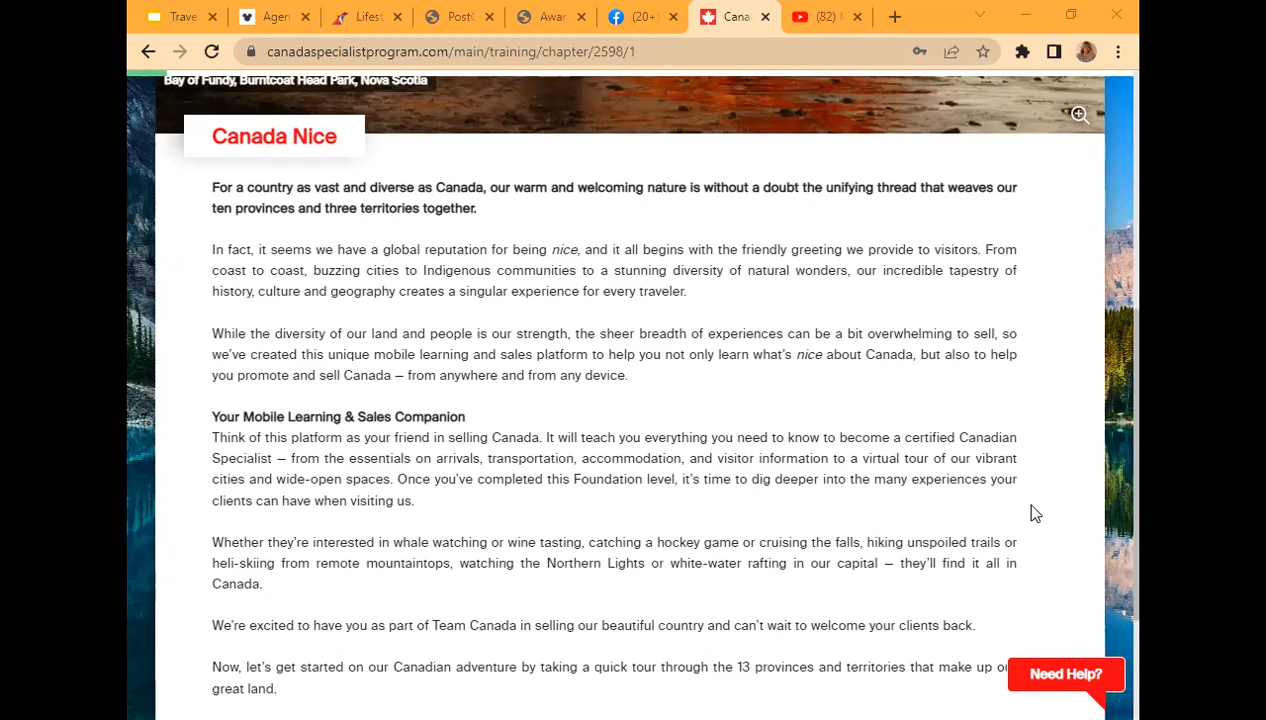 Trave
Agen
Lifest
PostC
Awar
(20+)
Cana
(82)
canadaspecialistprogram.com/main/training/chapter/2598/1
Bay of Fundy, Burntcoat Head Park, Nova Scotia
Canada Nice
For a country as vast and diverse as Canada, our warm and welcoming nature is without a doubt the unifying thread that weaves our
ten provinces and three territories together.
In fact, it seems we have a global reputation for being nice, and it all begins with the friendly greeting we provide to visitors. From
coast to coast, buzzing cities to Indigenous communities to a stunning diversity of natural wonders, our incredible tapestry of
history, culture and geography creates a singular experience for every traveler.
While the diversity of our land and people is our strength, the sheer breadth of experiences can be a bit overwhelming to sell, so
we've created this unique mobile learning and sales platform to help you not only learn what's nice about Canada, but also to help
you promote and sell Canada – from anywhere and from any device.
Your Mobile Learning & Sales Companion
Think of this platform as your friend in selling Canada. It will teach you everything you need to know to become a certified Canadian
Specialist – from the essentials on arrivals, transportation, accommodation, and visitor information to a virtual tour of our vibrant
cities and wide-open spaces. Once you've completed this Foundation level, it's time to dig deeper into the many experiences your
clients can have when visiting us.
Whether they're interested in whale watching or wine tasting, catching a hockey game or cruising the falls, hiking unspoiled trails or
heli-skiing from remote mountaintops, watching the Northern Lights or white-water rafting in our capital – they'll find it all in
Canada.
We're excited to have you as part of Team Canada in selling our beautiful country and can't wait to welcome your clients back.
Now, let's get started on our Canadian adventure by taking a quick tour through the 13 provinces and territories that make up
great land.
Need Help?